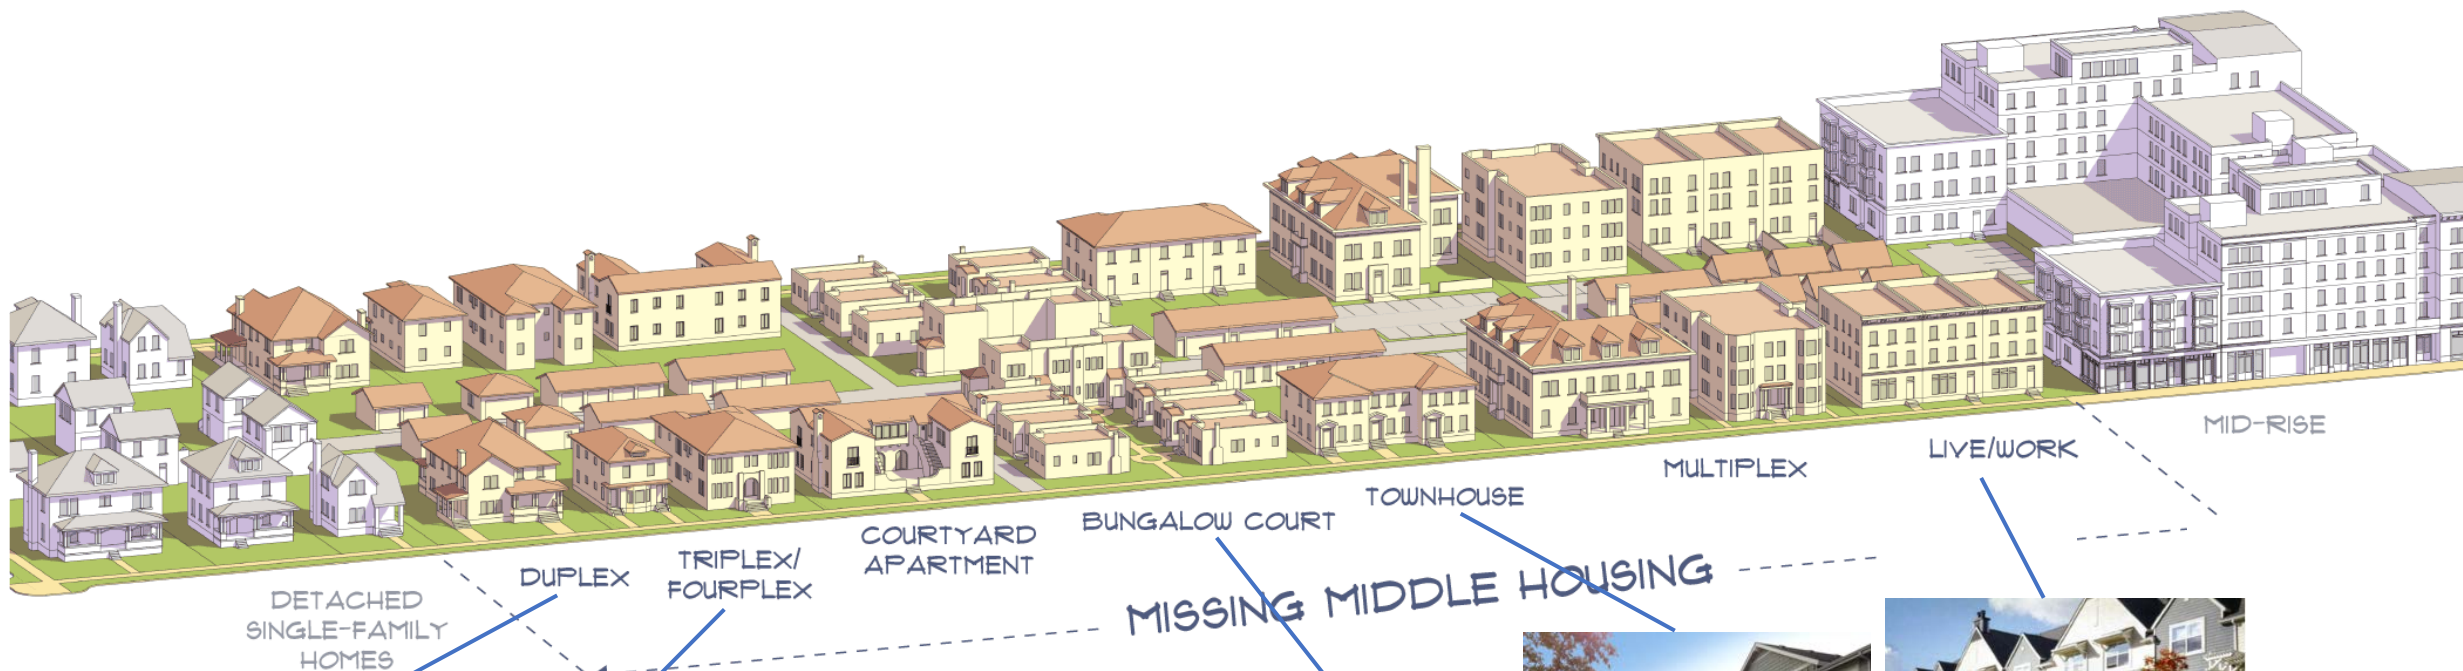 DETACHED
SINGLE-FAMILY
HOMES
DUPLEX
TRIPLEX/
FOURPLEX
COURTYARD
APARTMENT
BUNGALOW COURT
TOWNHOUSE
MULTIPLEX
LIVE/WORK
MID-RISE
MISSING MIDDLE HOUSING